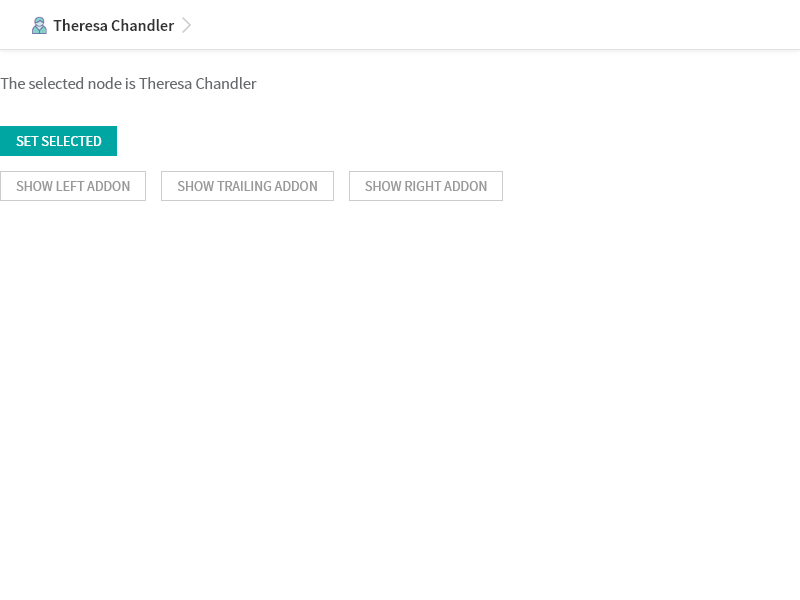 Theresa Chandler
The selected node is Theresa Chandler
SET SELECTED
SHOW LEFT ADDON SHOW TRAILING ADDON SHOW RIGHT ADDON